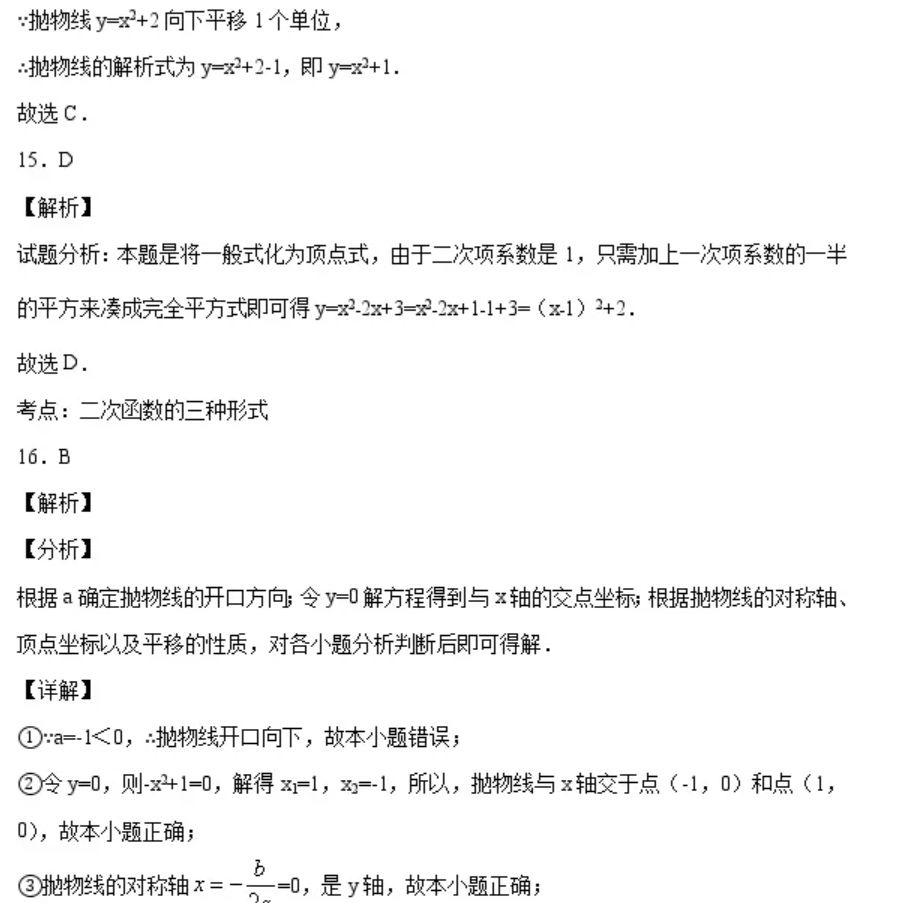 ∵抛物线 y=x²+2 向下平移 1 个单位，
∴抛物线的解析式为 y=x²+2-1，即 y=x²+1．
故选 C．
15．D
【解析】
试题分析：本题是将一般式化为顶点式，由于二次项系数是 1，只需加上一次项系数的一半
的平方来凑成完全平方式即可得 y=x²-2x+3=x²-2x+1-1+3=（x-1）²+2．
故选 D．
考点：二次函数的三种形式
16．B
【解析】
【分析】
根据 a 确定抛物线的开口方向；令 y=0 解方程得到与 x 轴的交点坐标；根据抛物线的对称轴、
顶点坐标以及平移的性质，对各小题分析判断后即可得解．
【详解】
①∵a=-1＜0，∴抛物线开口向下，故本小题错误；
②令 y=0，则-x²+1=0，解得 x₁=1，x₂=-1，所以，抛物线与 x 轴交于点（-1，0）和点（1，
0），故本小题正确；
③抛物线的对称轴 x = -b/2a =0，是 y 轴，故本小题正确；